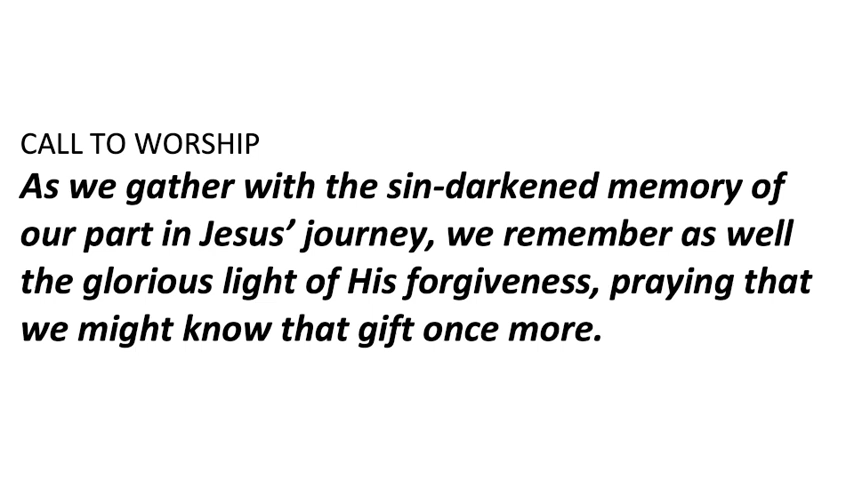 CALL TO WORSHIP
As we gather with the sin-darkened memory of
our part in Jesus’ journey, we remember as well
the glorious light of His forgiveness, praying that
we might know that gift once more.